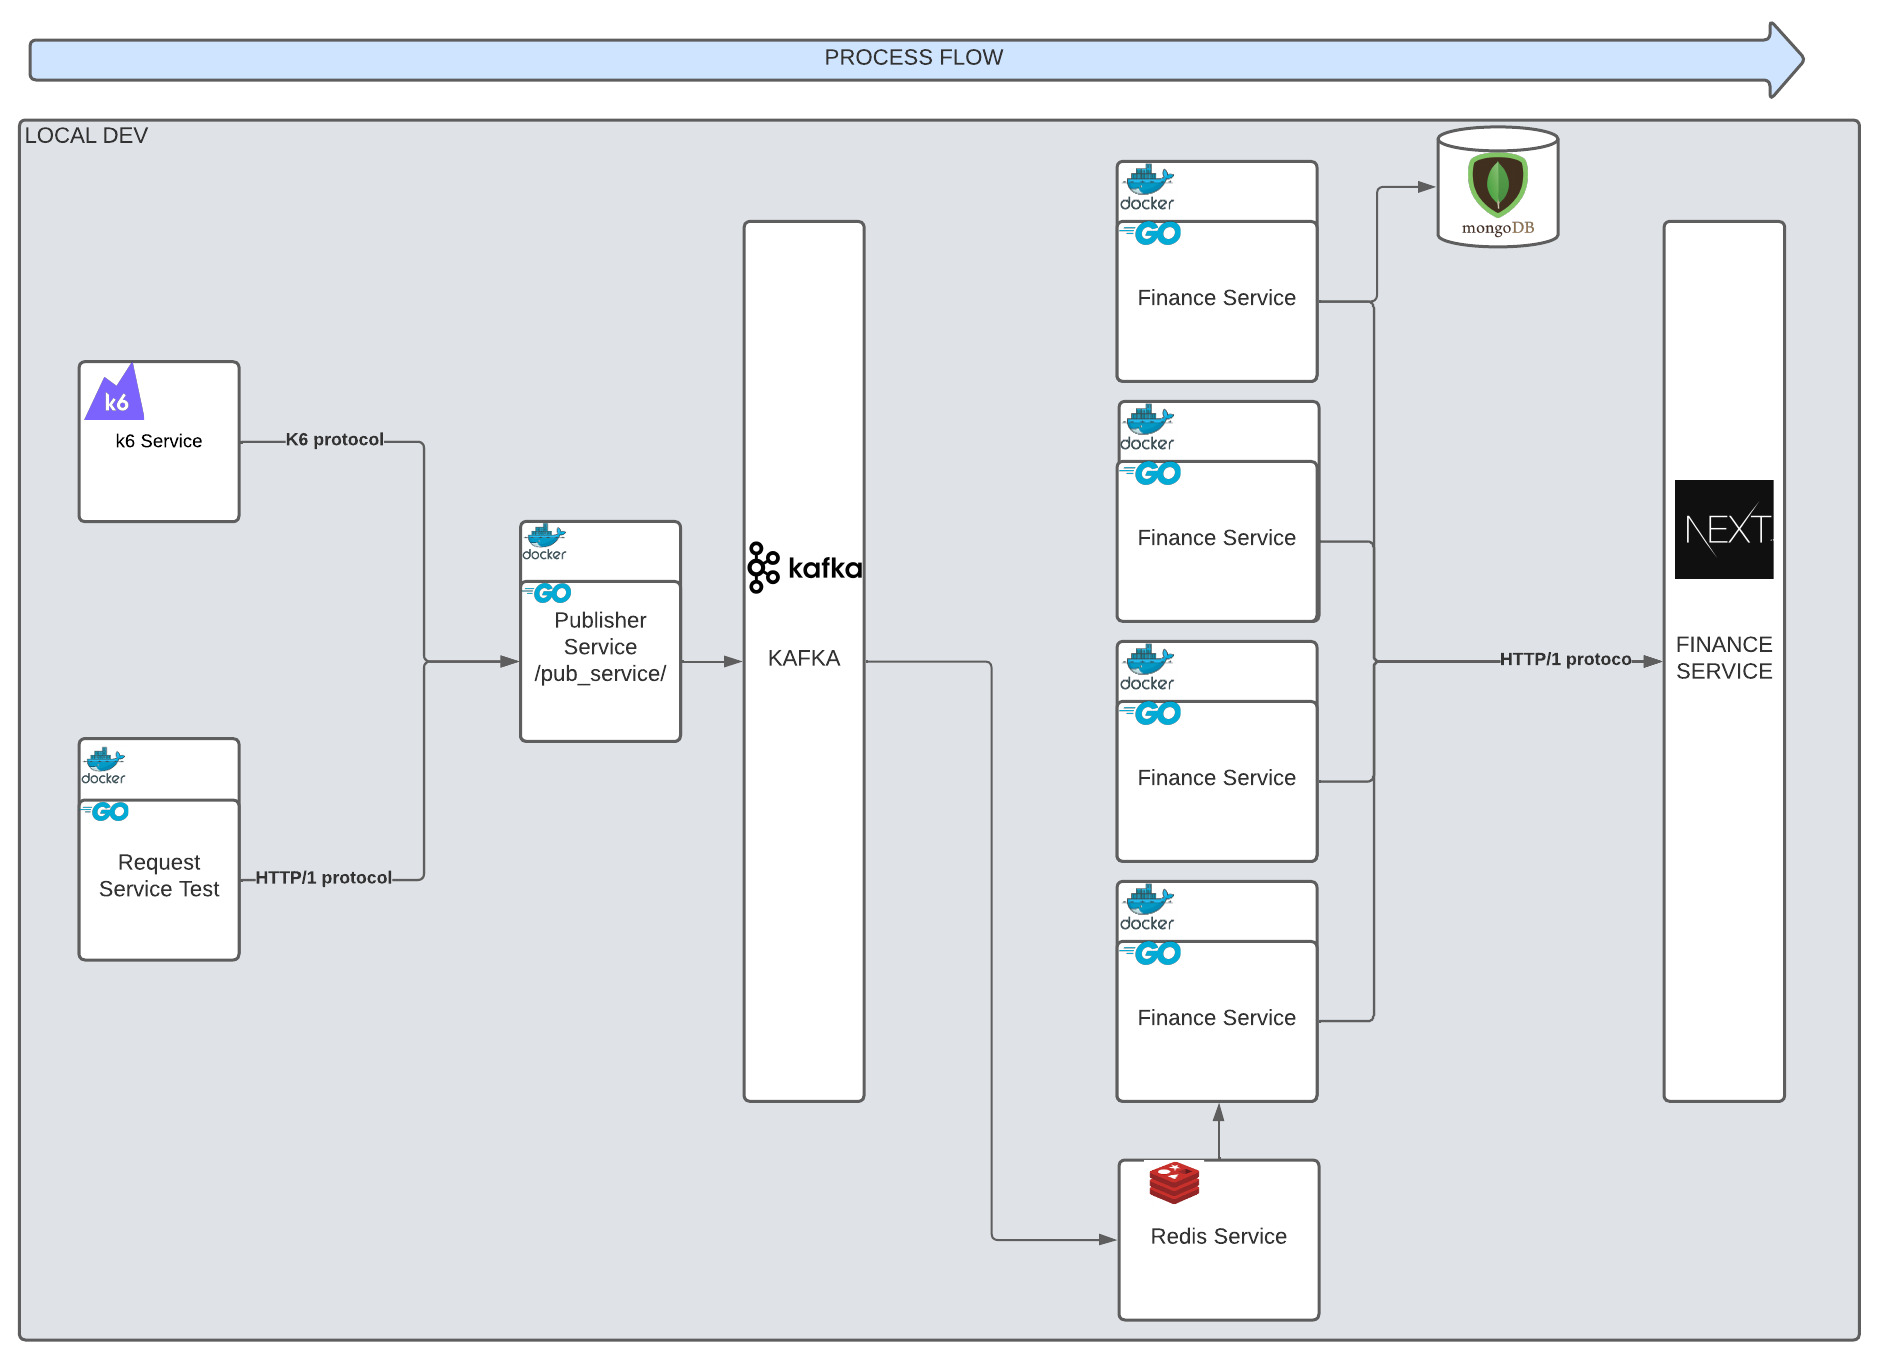 PROCESS FLOW
LOCAL DEV
k6
k6 Service
K6 protocol
docker
GO
Request
Service Test
HTTP/1 protocol
docker
GO
Publisher
Service
/pub_service/
kafka
KAFKA
docker
GO
Finance Service
docker
GO
Finance Service
docker
GO
Finance Service
docker
GO
Finance Service
Redis Service
mongoDB
HTTP/1 protoco
NEXT
FINANCE
SERVICE